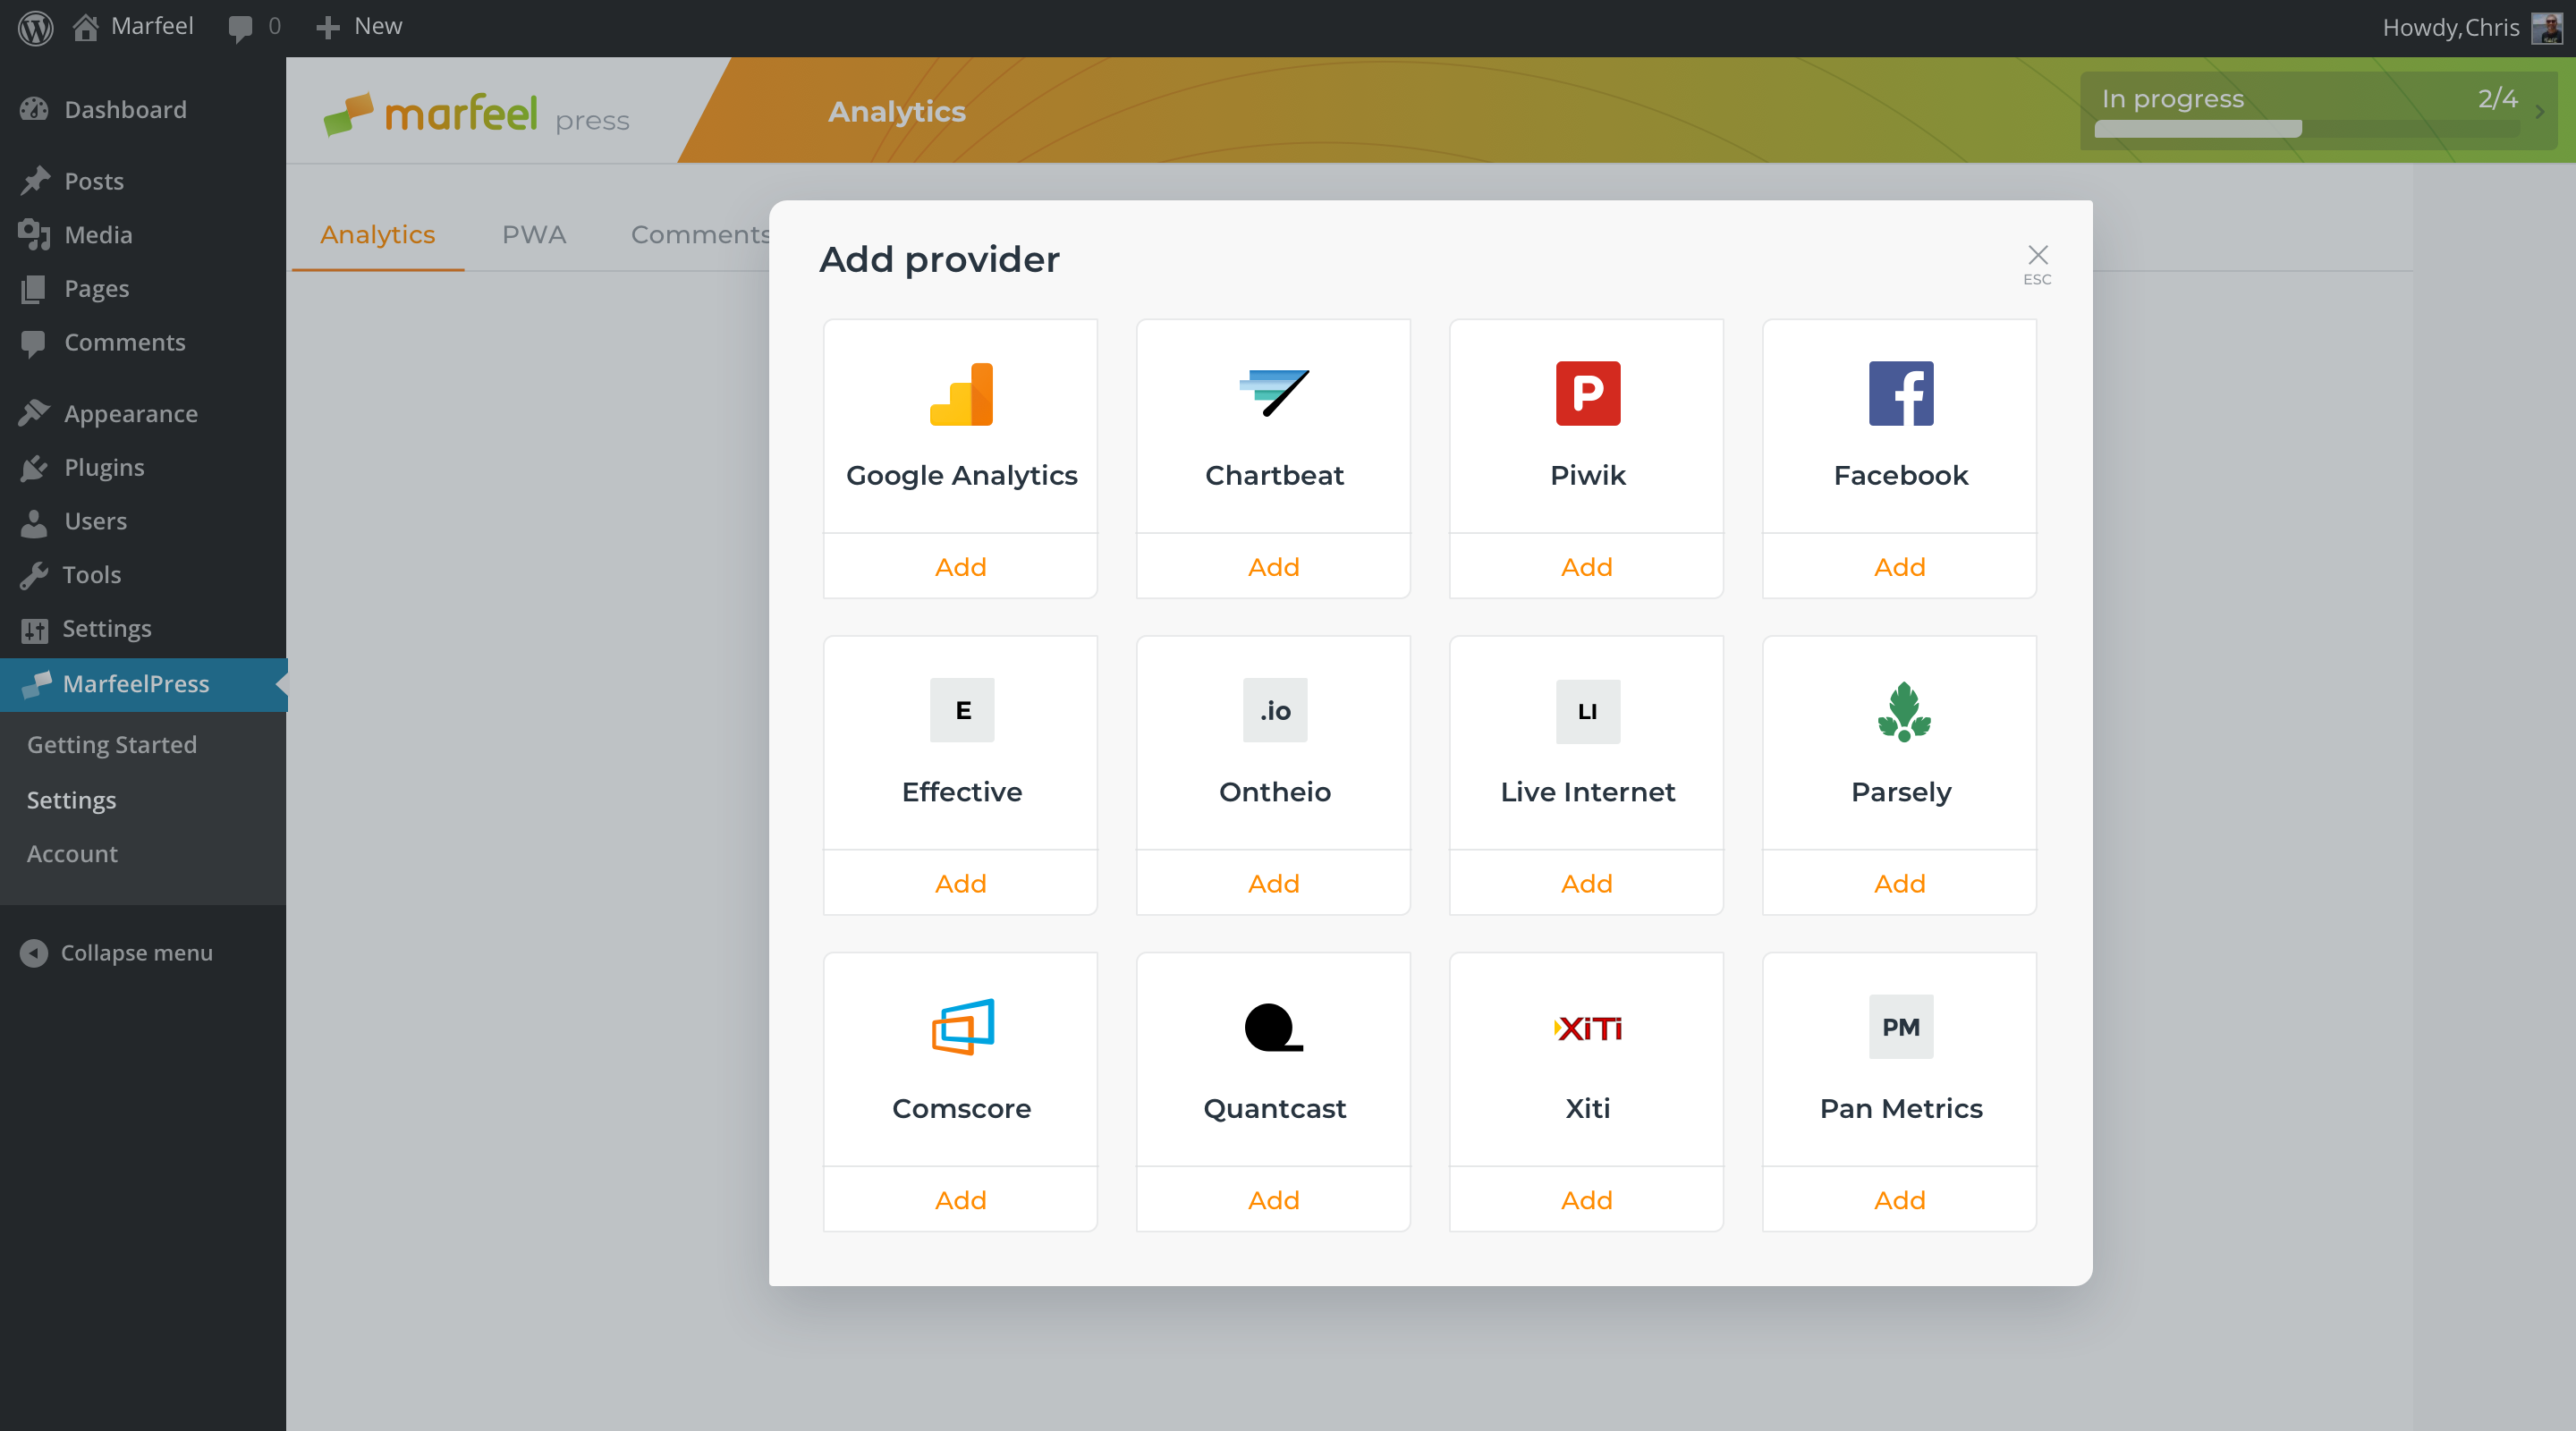 Marfeel 0 New Howdy,Chris
Dashboard
Posts
Media
Pages
Comments
Appearance
Plugins
Users
Tools
Settings
MarfeelPress
Getting Started
Settings
Account
Collapse menu
marfeel press
Analytics
In progress 2/4
Analytics PWA Comments
Add provider
ESC
Google Analytics Chartbeat P Piwik f Facebook
Add Add Add Add
E .io LI
Effective Ontheio Live Internet Parsely
Add Add Add Add
XiTi PM
Comscore Quantcast Xiti Pan Metrics
Add Add Add Add